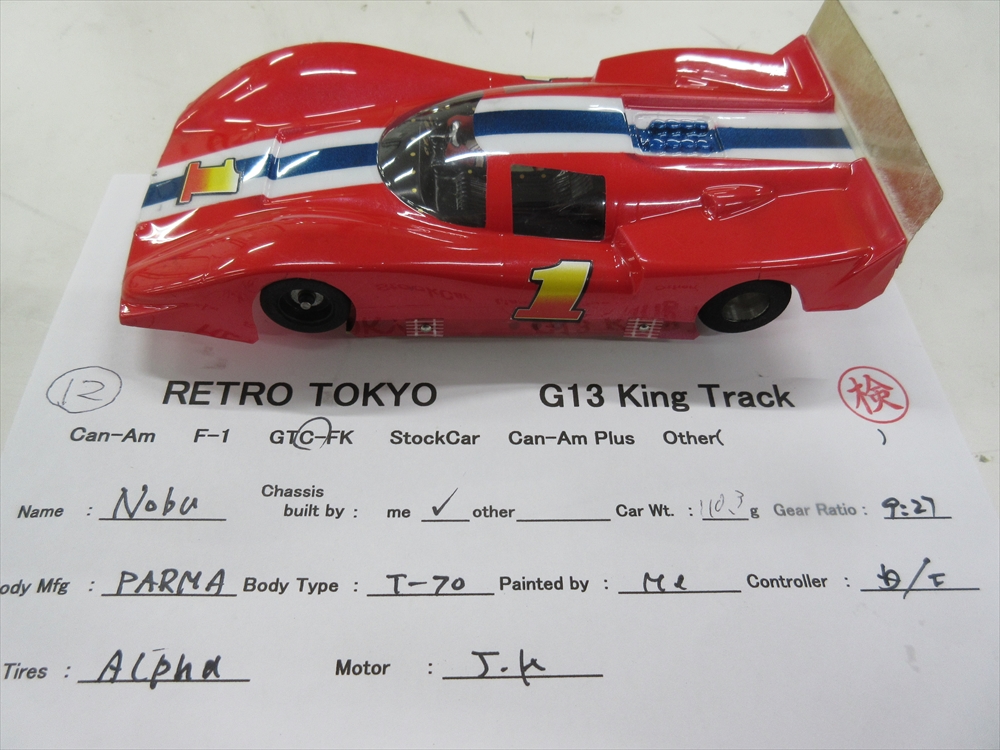 1
1
12 RETRO TOKYO G13 King Track 検
Can-Am F-1 GTC-FK StockCar Can-Am Plus Other( )
Name : Nobu Chassis built by : me ✓ other Car Wt. : 110.3 g Gear Ratio : 9:27
ody Mfg : PARMA Body Type : T-70 Painted by : Me Controller :
Tires : Alpha Motor : J.K